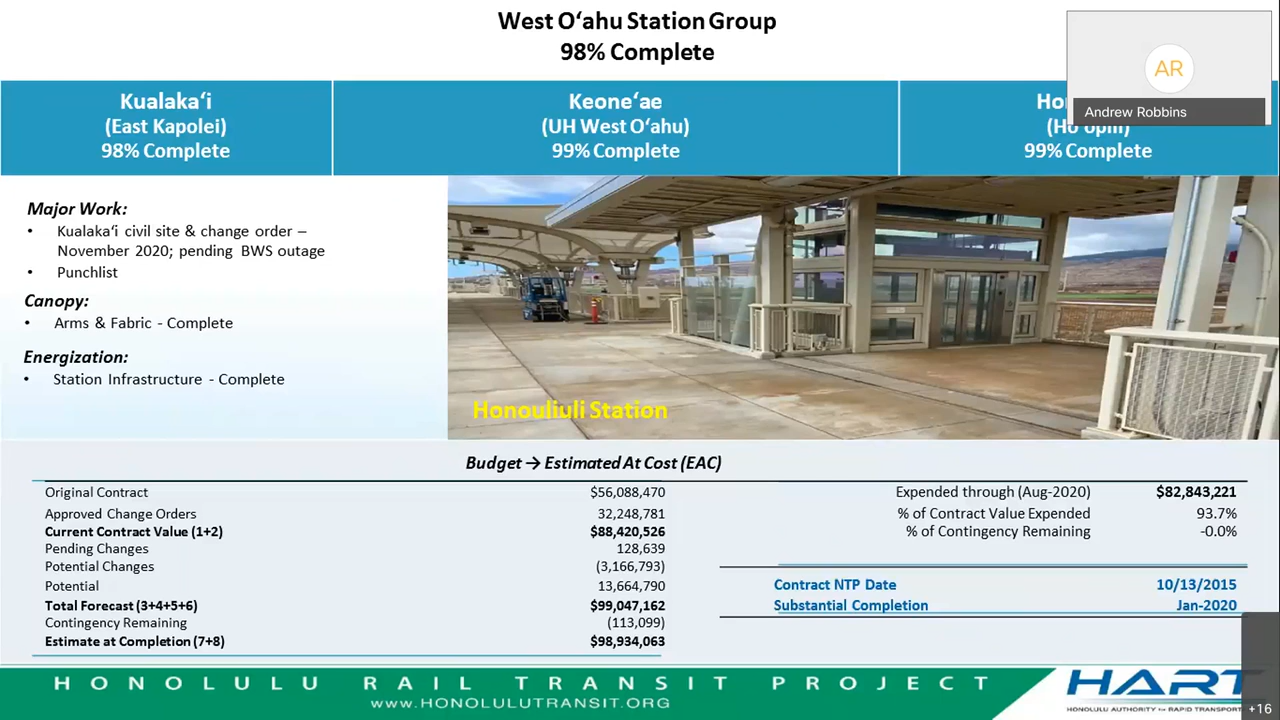 West Oʻahu Station Group
98% Complete
AR
Andrew Robbins
Kualakaʻi
(East Kapolei)
98% Complete
Keoneʻae
(UH West Oʻahu)
99% Complete
99% Complete
Major Work:
• Kualakaʻi civil site & change order –
November 2020; pending BWS outage
• Punchlist
Canopy:
• Arms & Fabric - Complete
Energization:
• Station Infrastructure - Complete
Honouliuli Station
Budget → Estimated At Cost (EAC)
Original Contract $56,088,470
Approved Change Orders 32,248,781
Current Contract Value (1+2) $88,420,526
Pending Changes 128,639
Potential Changes (3,166,793)
Potential 13,664,790
Total Forecast (3+4+5+6) $99,047,162
Contingency Remaining (113,099)
Estimate at Completion (7+8) $98,934,063
Expended through (Aug-2020) $82,843,221
% of Contract Value Expended 93.7%
% of Contingency Remaining -0.0%
Contract NTP Date 10/13/2015
Substantial Completion Jan-2020
HONOLULU RAIL TRANSIT PROJECT
www.HONOLULUTRANSIT.ORG
HART
HONOLULU AUTHORITY for RAPID
+16